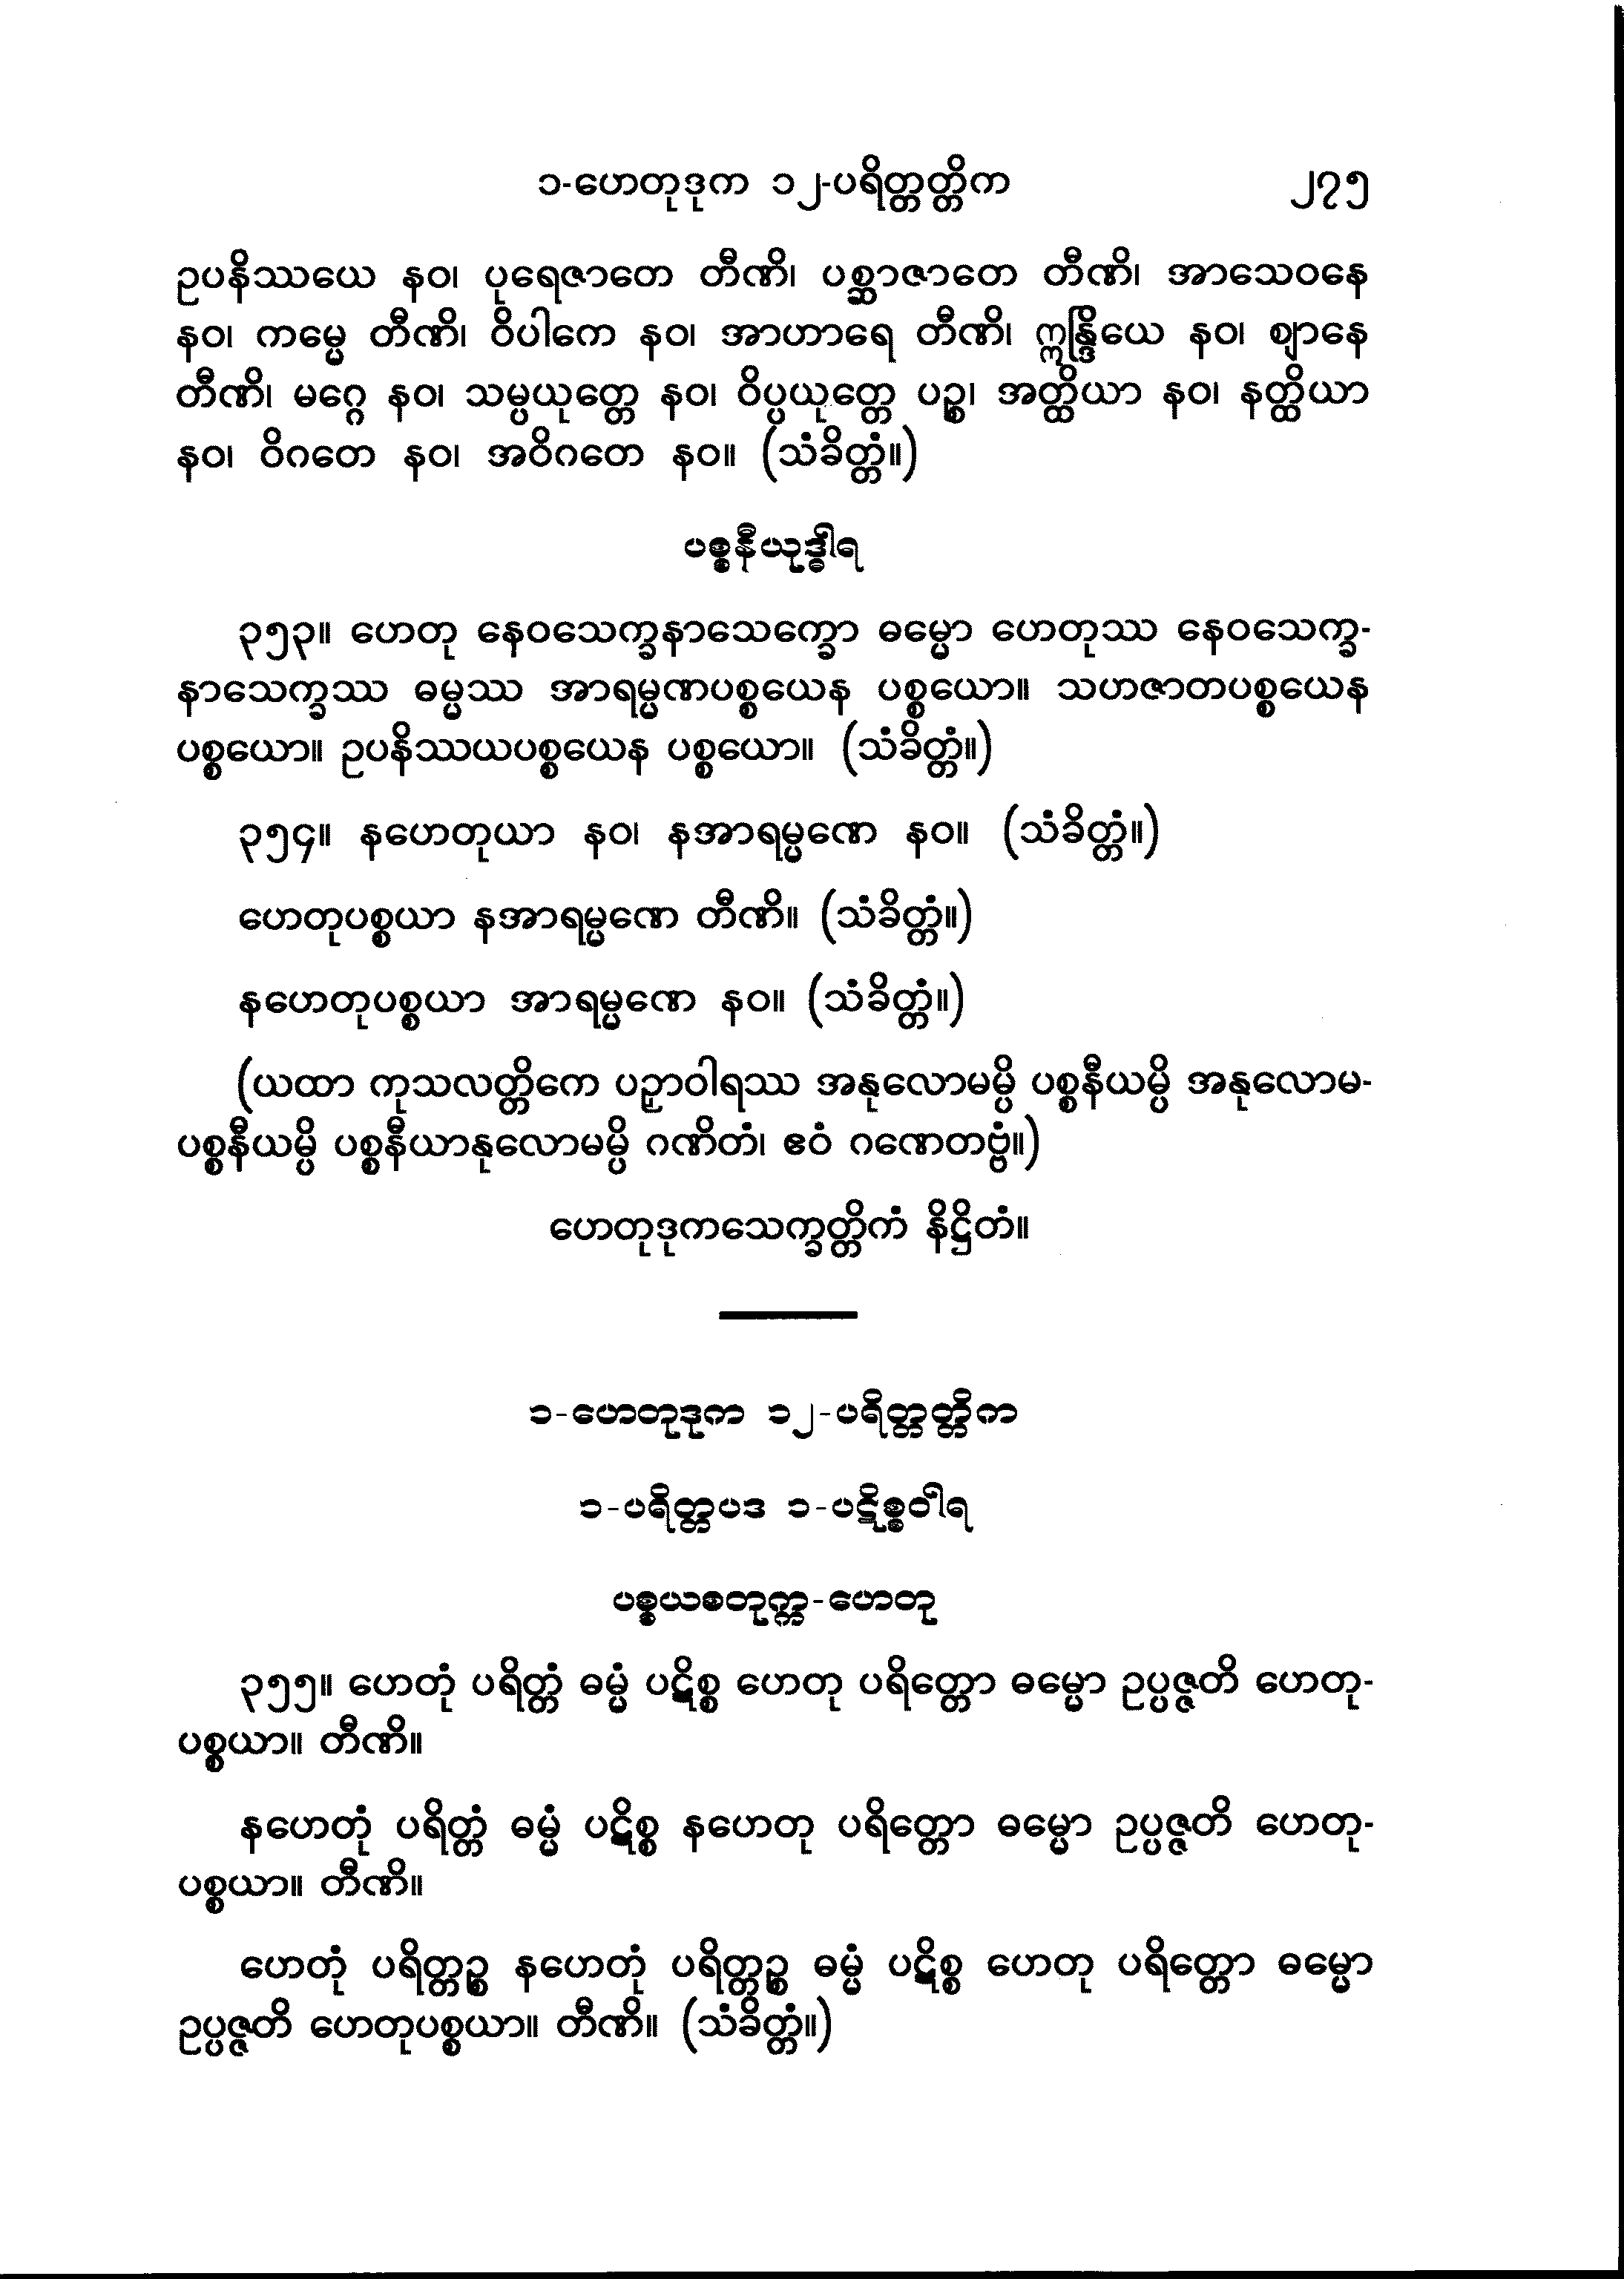 ၁-ဟေတုဒုက ၁၂-ပရိတ္တတ္တိက ၂၇၅
ဥပနိဿယေ နဝ၊ ပုရေဇာတေ တီဏိ၊ ပစ္ဆာဇာတေ တီဏိ၊ အာသေဝနေ
နဝ၊ ကမ္မေ တီဏိ၊ ဝိပါကေ နဝ၊ အာဟာရေ တီဏိ၊ ဣန္ဒြိယေ နဝ၊ ဈာနေ
တီဏိ၊ မဂ္ဂေ နဝ၊ သမ္ပယုတ္တေ နဝ၊ ဝိပ္ပယုတ္တေ ပဉ္စ၊ အတ္ထိယာ နဝ၊ နတ္ထိယာ
နဝ၊ ဝိဂတေ နဝ၊ အဝိဂတေ နဝ။ (သံခိတ္တံ။)
ပစ္စနီယုဒ္ဓါရ
၃၅၃။ ဟေတု နေဝသေက္ခနာသေက္ခော ဓမ္မော ဟေတုဿ နေဝသေက္ခ-
နာသေက္ခဿ ဓမ္မဿ အာရမ္မဏပစ္စယေန ပစ္စယော။ သဟဇာတပစ္စယေန
ပစ္စယော။ ဥပနိဿယပစ္စယေန ပစ္စယော။ (သံခိတ္တံ။)
၃၅၄။ နဟေတုယာ နဝ၊ နအာရမ္မဏေ နဝ။ (သံခိတ္တံ။)
ဟေတုပစ္စယာ နအာရမ္မဏေ တီဏိ။ (သံခိတ္တံ။)
နဟေတုပစ္စယာ အာရမ္မဏေ နဝ။ (သံခိတ္တံ။)
(ယထာ ကုသလတ္တိကေ ပဉှာဝါရဿ အနုလောမမ္ပိ ပစ္စနီယမ္ပိ အနုလောမ-
ပစ္စနီယမ္ပိ ပစ္စနီယာနုလောမမ္ပိ ဂဏိတံ၊ ဧဝံ ဂဏေတဗ္ဗံ။)
ဟေတုဒုကသေက္ခတ္တိကံ နိဋ္ဌိတံ။
၁-ဟေတုဒုက ၁၂-ပရိတ္တတ္တိက
၁-ပရိတ္တပဒ ၁-ပဋိစ္စဝါရ
ပစ္စယစတုက္က-ဟေတု
၃၅၅။ ဟေတုံ ပရိတ္တံ ဓမ္မံ ပဋိစ္စ ဟေတု ပရိတ္တော ဓမ္မော ဥပ္ပဇ္ဇတိ ဟေတု-
ပစ္စယာ။ တီဏိ။
နဟေတုံ ပရိတ္တံ ဓမ္မံ ပဋိစ္စ နဟေတု ပရိတ္တော ဓမ္မော ဥပ္ပဇ္ဇတိ ဟေတု-
ပစ္စယာ။ တီဏိ။
ဟေတုံ ပရိတ္တဉ္စ နဟေတုံ ပရိတ္တဉ္စ ဓမ္မံ ပဋိစ္စ ဟေတု ပရိတ္တော ဓမ္မော
ဥပ္ပဇ္ဇတိ ဟေတုပစ္စယာ။ တီဏိ။ (သံခိတ္တံ။)